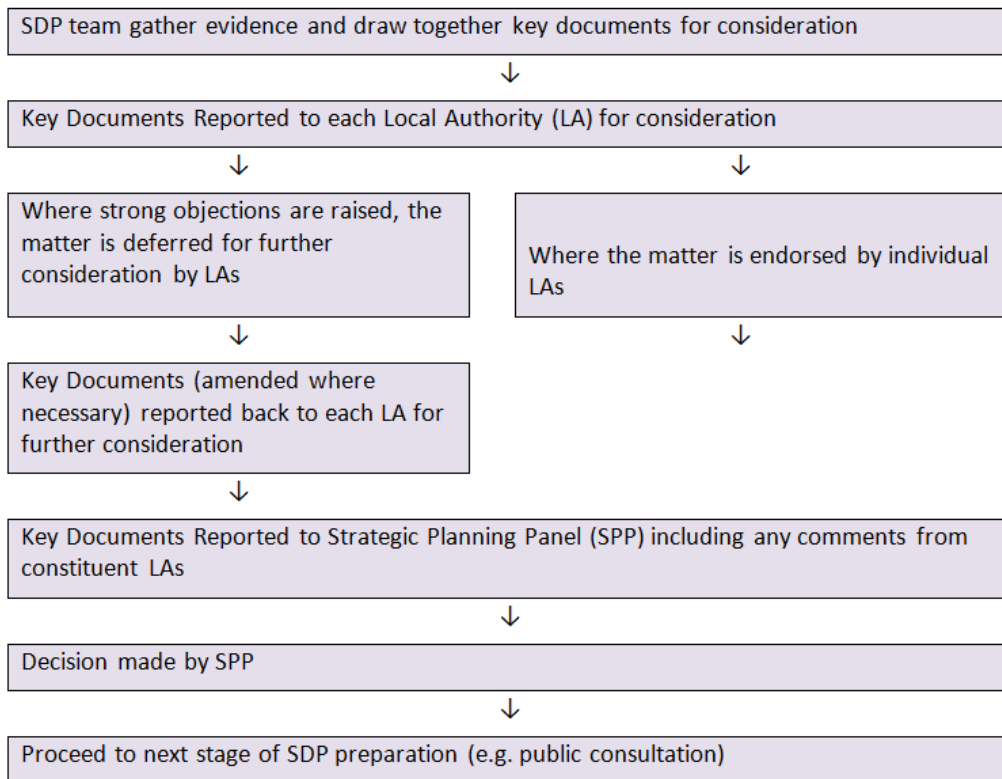 SDP team gather evidence and draw together key documents for consideration
Key Documents Reported to each Local Authority (LA) for consideration
Where strong objections are raised, the
matter is deferred for further
consideration by LAs
Where the matter is endorsed by individual
LAs
Key Documents (amended where
necessary) reported back to each LA for
further consideration
Key Documents Reported to Strategic Planning Panel (SPP) including any comments from
constituent LAs
Decision made by SPP
Proceed to next stage of SDP preparation (e.g. public consultation)